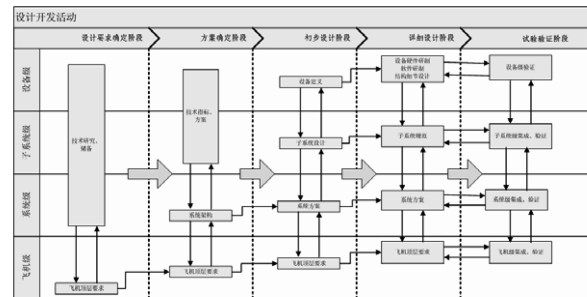 设计开发活动
设计要求确定阶段
方案确定阶段
初步设计阶段
详细设计阶段
试验验证阶段
设备级
子系统级
系统级
飞机级
技术研究、
储备
飞机顶层要求
技术指标、
方案
系统架构
飞机顶层要求
设备定义
子系统设计
系统方案
飞机顶层要求
设备硬件研制
软件研制
结构细节设计
子系统
系统方案
飞机顶层要求
设备级验证
子系统级集成、验证
系统级集成、验证
飞机级集成、验证